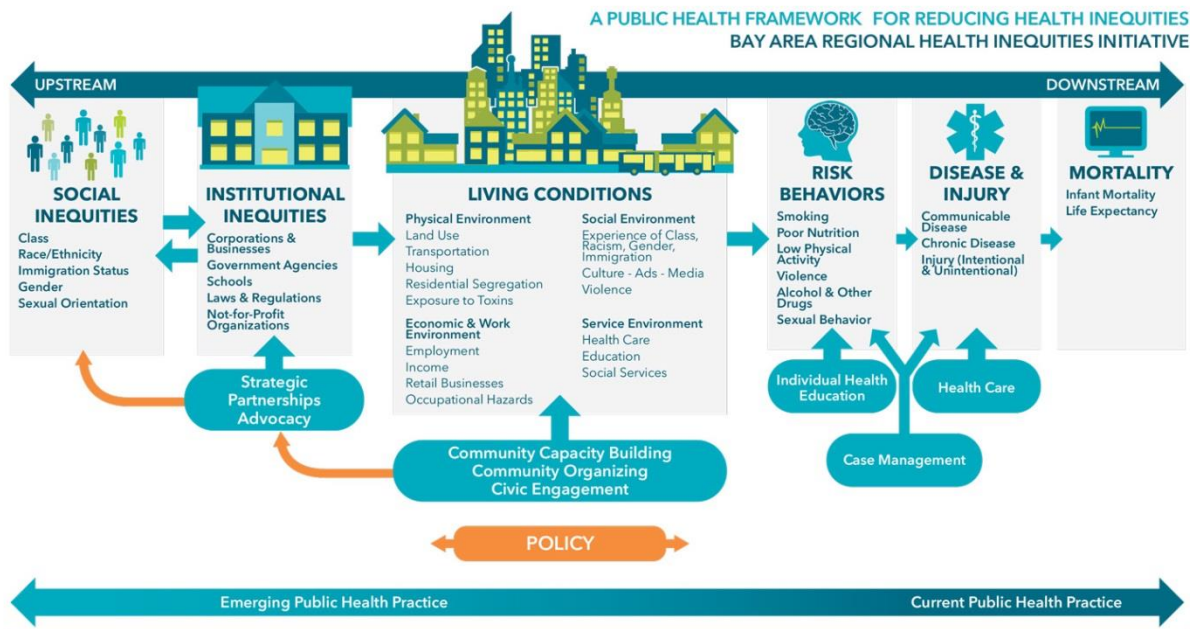 A PUBLIC HEALTH FRAMEWORK FOR REDUCING HEALTH INEQUITIES
BAY AREA REGIONAL HEALTH INEQUITIES INITIATIVE
UPSTREAM
DOWNSTREAM
SOCIAL
INEQUITIES
Class
Race/Ethnicity
Immigration Status
Gender
Sexual Orientation
INSTITUTIONAL
INEQUITIES
Corporations &
Businesses
Government Agencies
Schools
Laws & Regulations
Not-for-Profit
Organizations
LIVING CONDITIONS
Physical Environment
Land Use
Transportation
Housing
Residential Segregation
Exposure to Toxins
Economic & Work
Environment
Employment
Income
Retail Businesses
Occupational Hazards
Social Environment
Experience of Class,
Racism, Gender,
Immigration
Culture - Ads - Media
Violence
Service Environment
Health Care
Education
Social Services
RISK
BEHAVIORS
Smoking
Poor Nutrition
Low Physical
Activity
Violence
Alcohol & Other
Drugs
Sexual Behavior
DISEASE &
INJURY
Communicable
Disease
Chronic Disease
Injury (Intentional
& Unintentional)
MORTALITY
Infant Mortality
Life Expectancy
Strategic
Partnerships
Advocacy
Community Capacity Building
Community Organizing
Civic Engagement
Individual Health
Education
Health Care
Case Management
POLICY
Emerging Public Health Practice
Current Public Health Practice